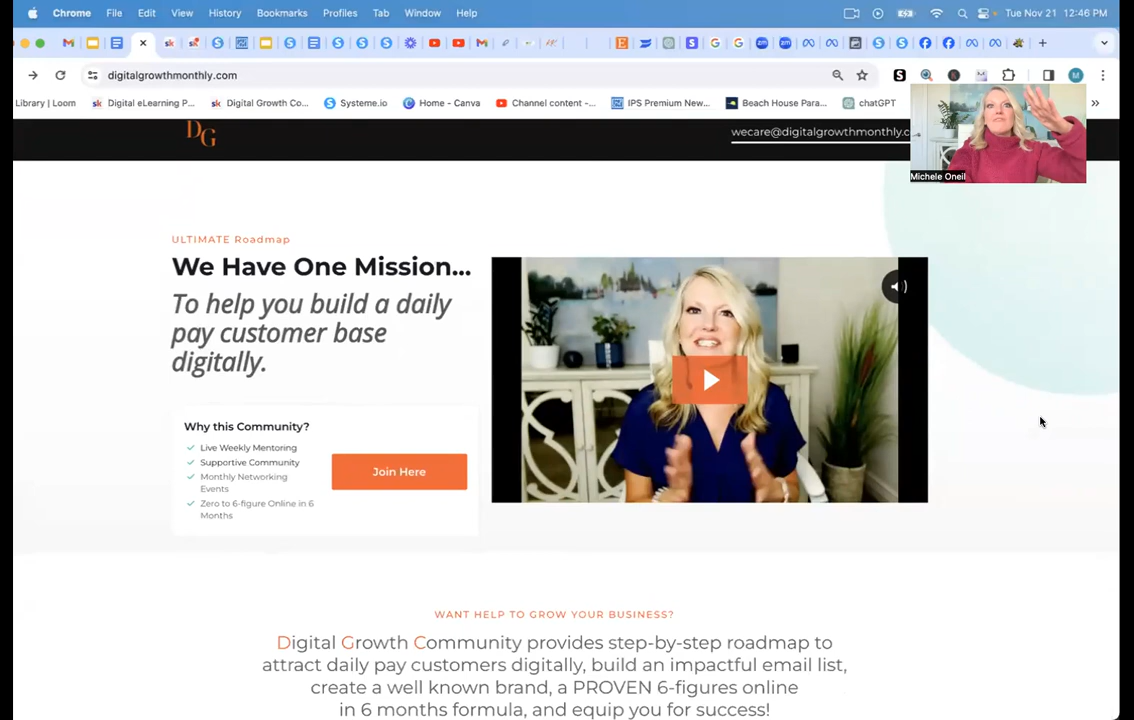 Chrome File Edit View History Bookmarks Profiles Tab Window Help Tue Nov 21 12:46 PM
digitalgrowthmonthly.com
Library | Loom Digital eLearning P... Digital Growth Co... Systeme.io Home - Canva Channel content -... IPS Premium New... Beach House Para... chatGPT
DG
wecare@digitalgrowthmonthly.c
Michele Oneil
ULTIMATE Roadmap
We Have One Mission...
To help you build a daily
pay customer base
digitally.
Why this Community?
Live Weekly Mentoring
Supportive Community
Monthly Networking
Events
Zero to 6-figure Online in 6
Months
Join Here
WANT HELP TO GROW YOUR BUSINESS?
Digital Growth Community provides step-by-step roadmap to
attract daily pay customers digitally, build an impactful email list,
create a well known brand, a PROVEN 6-figures online
in 6 months formula, and equip you for success!